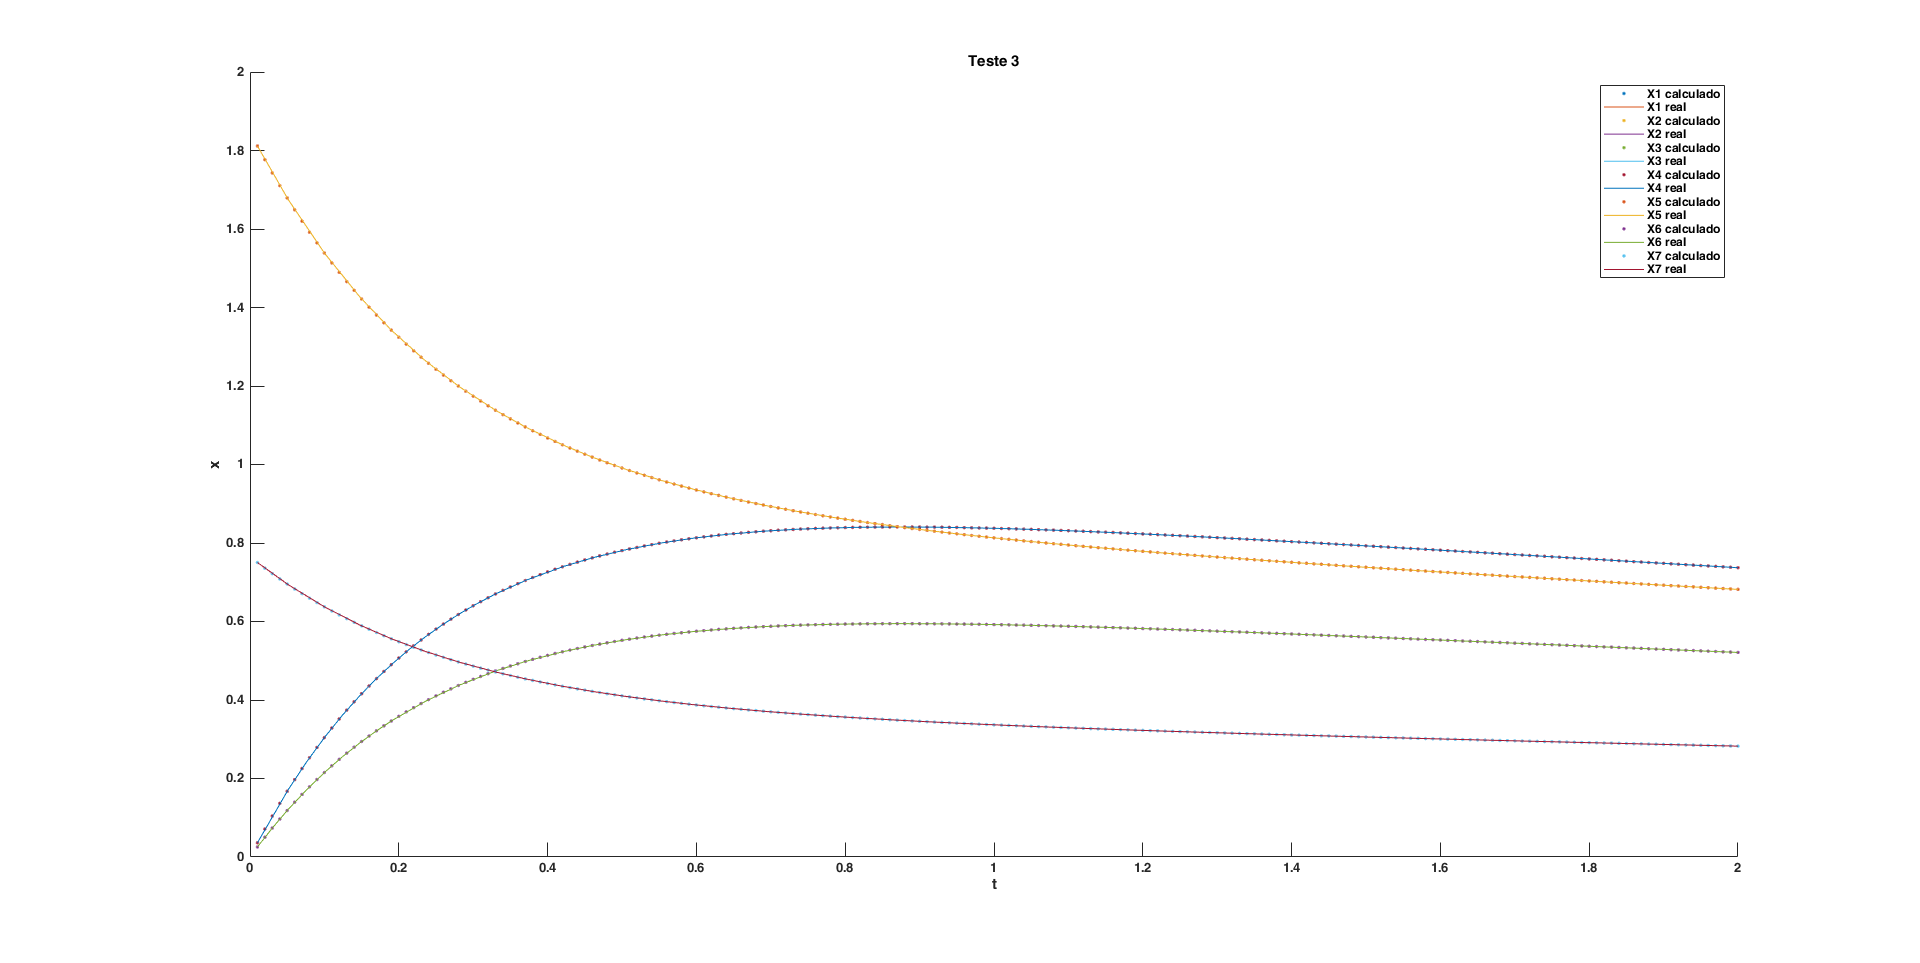 Teste 3
2
1.8
1.6
1.4
1.2
1
0.8
0.6
0.4
0.2
0
x
X1 calculado
X1 real
X2 calculado
X2 real
X3 calculado
X3 real
X4 calculado
X4 real
X5 calculado
X5 real
X6 calculado
X6 real
X7 calculado
X7 real
0 0.2 0.4 0.6 0.8 1 1.2 1.4 1.6 1.8 2
t